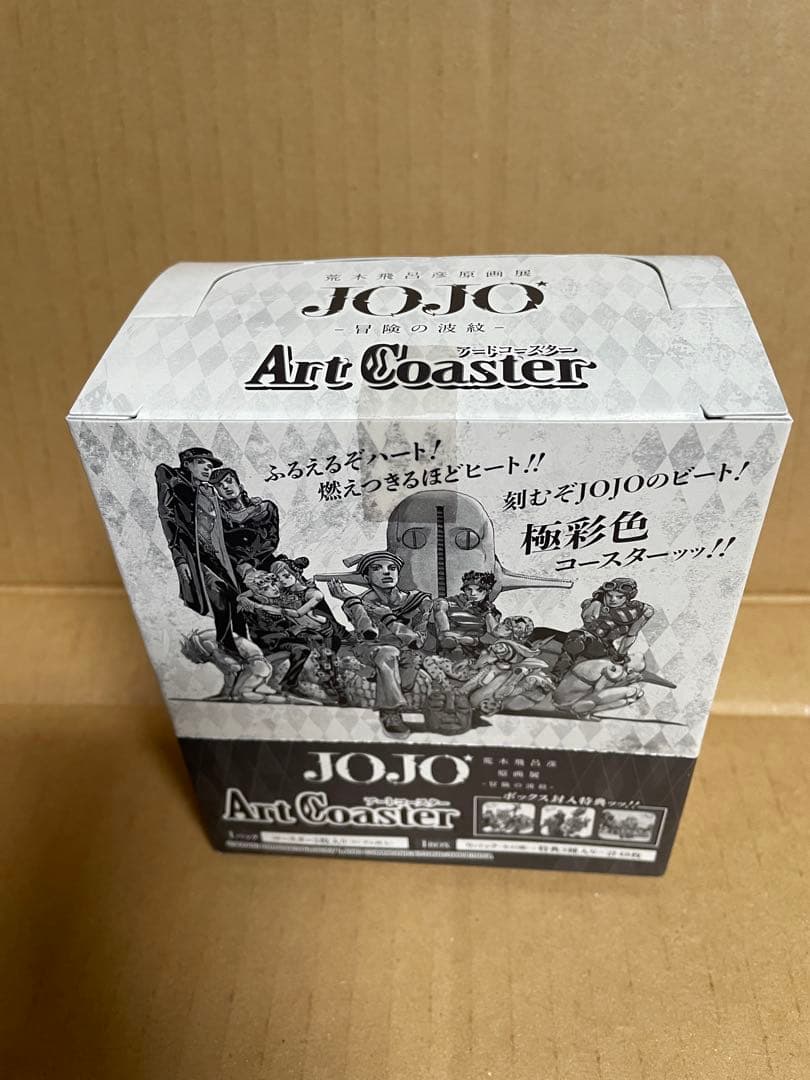 荒木飛呂彦原画展
JOJO
-冒険の波紋-
アートコースター
Art Coaster
ふるえるぞハート!
燃えつきるほどヒート!!
刻むぞJOJOのビート!
極彩色
コースターッッ!!
JOJO
荒木飛呂彦
原画展
-冒険の波紋-
アートコースター
Art Coaster
ボックス封入特典ッッ!!
1パック
1BOX